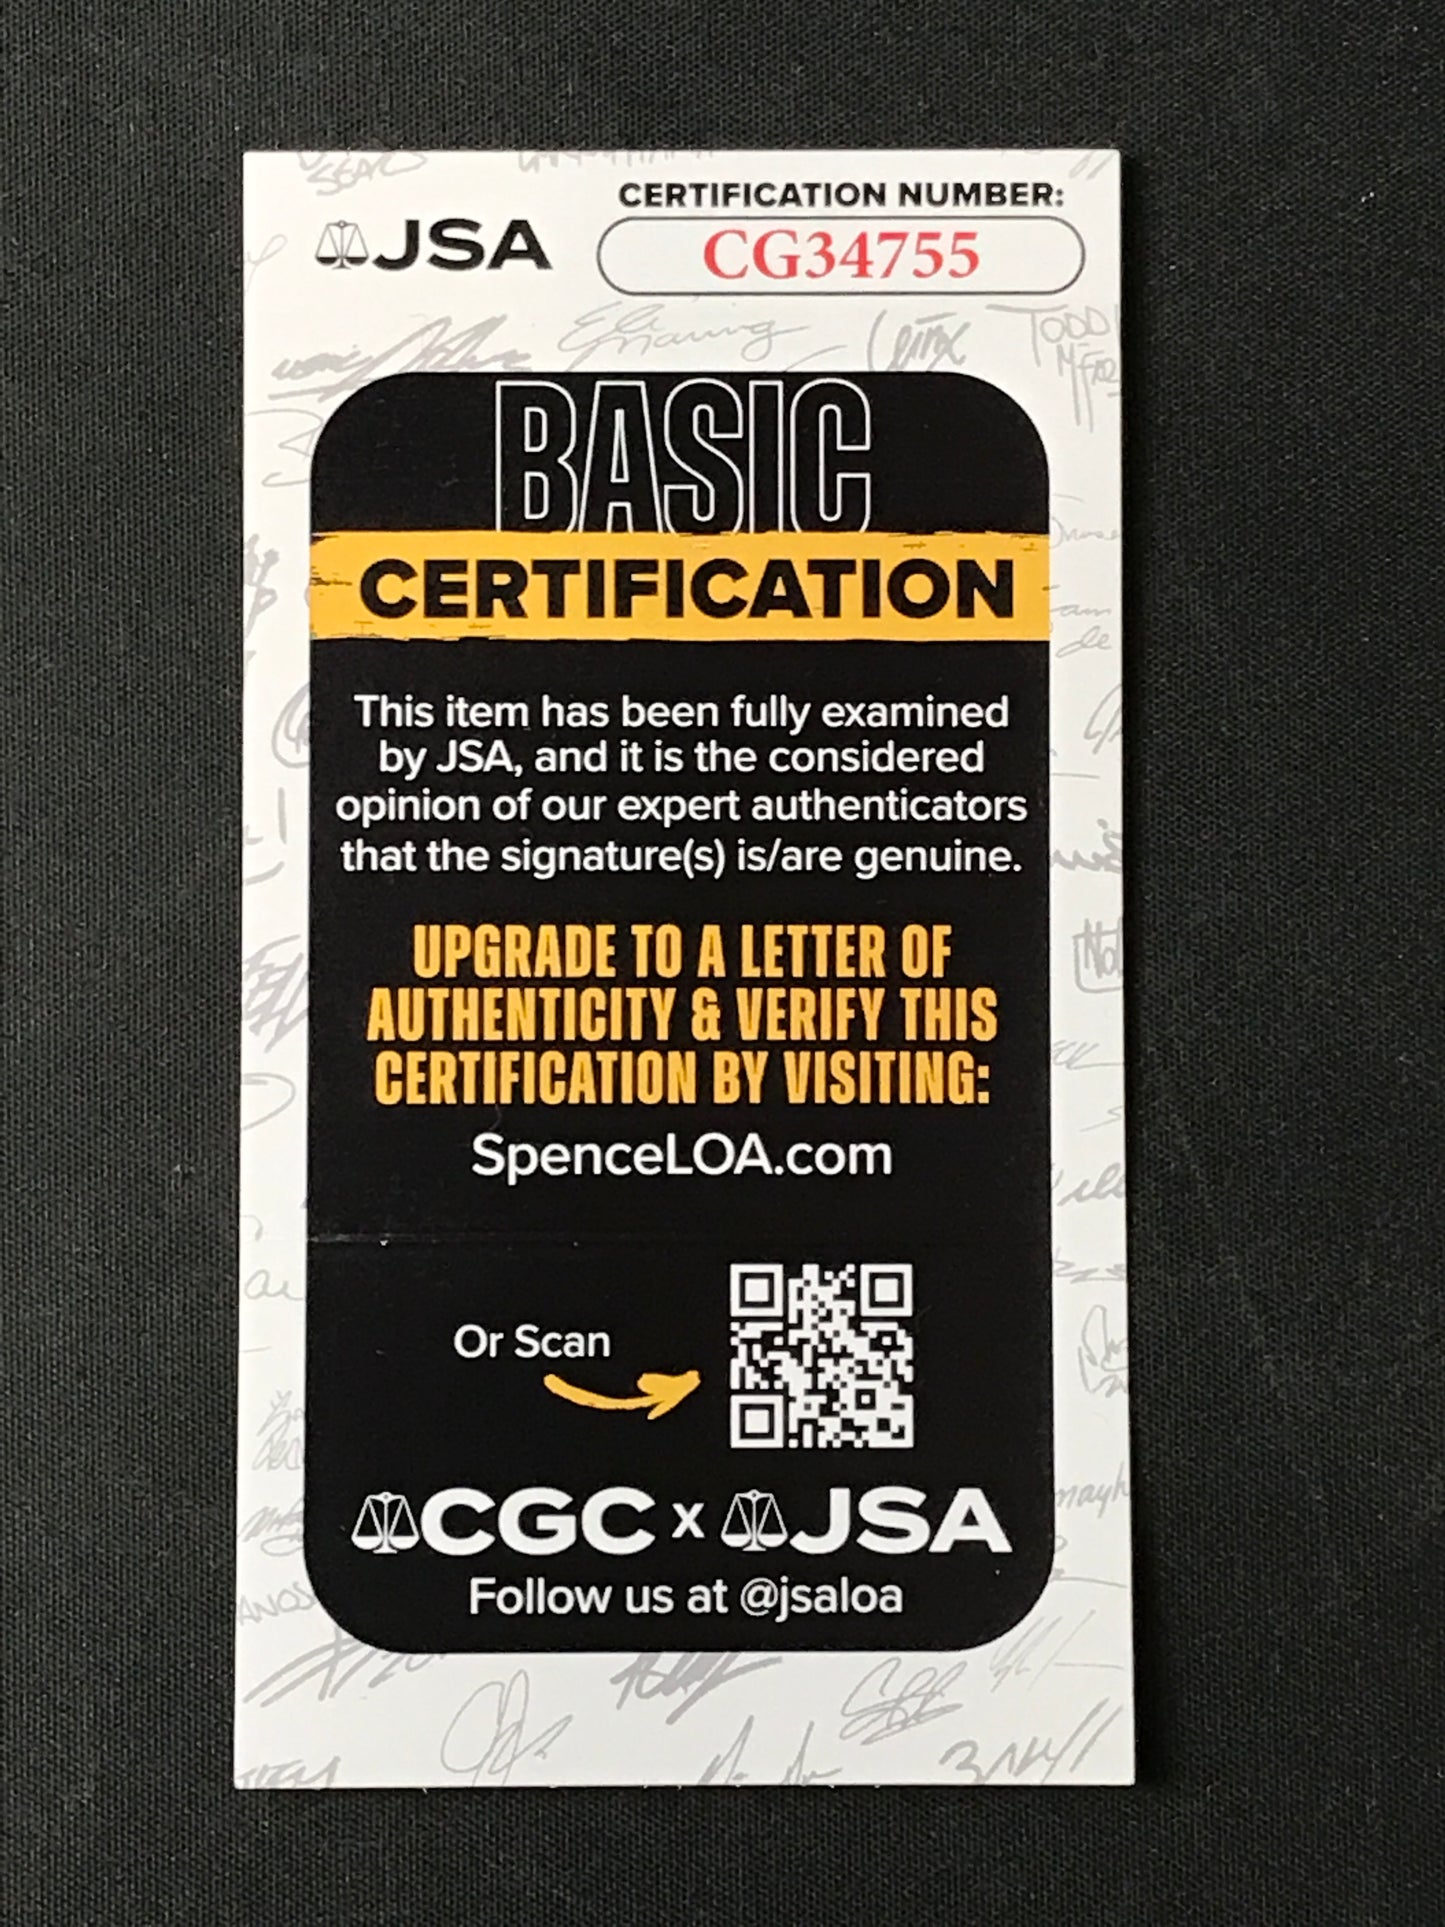 JSA
CERTIFICATION NUMBER:
CG34755
BASIC
CERTIFICATION
This item has been fully examined
by JSA, and it is the considered
opinion of our expert authenticators
that the signature(s) is/are genuine.
UPGRADE TO A LETTER OF
AUTHENTICITY & VERIFY THIS
CERTIFICATION BY VISITING:
SpenceLOA.com
Or Scan
CGC x JSA
Follow us at @jsaloa